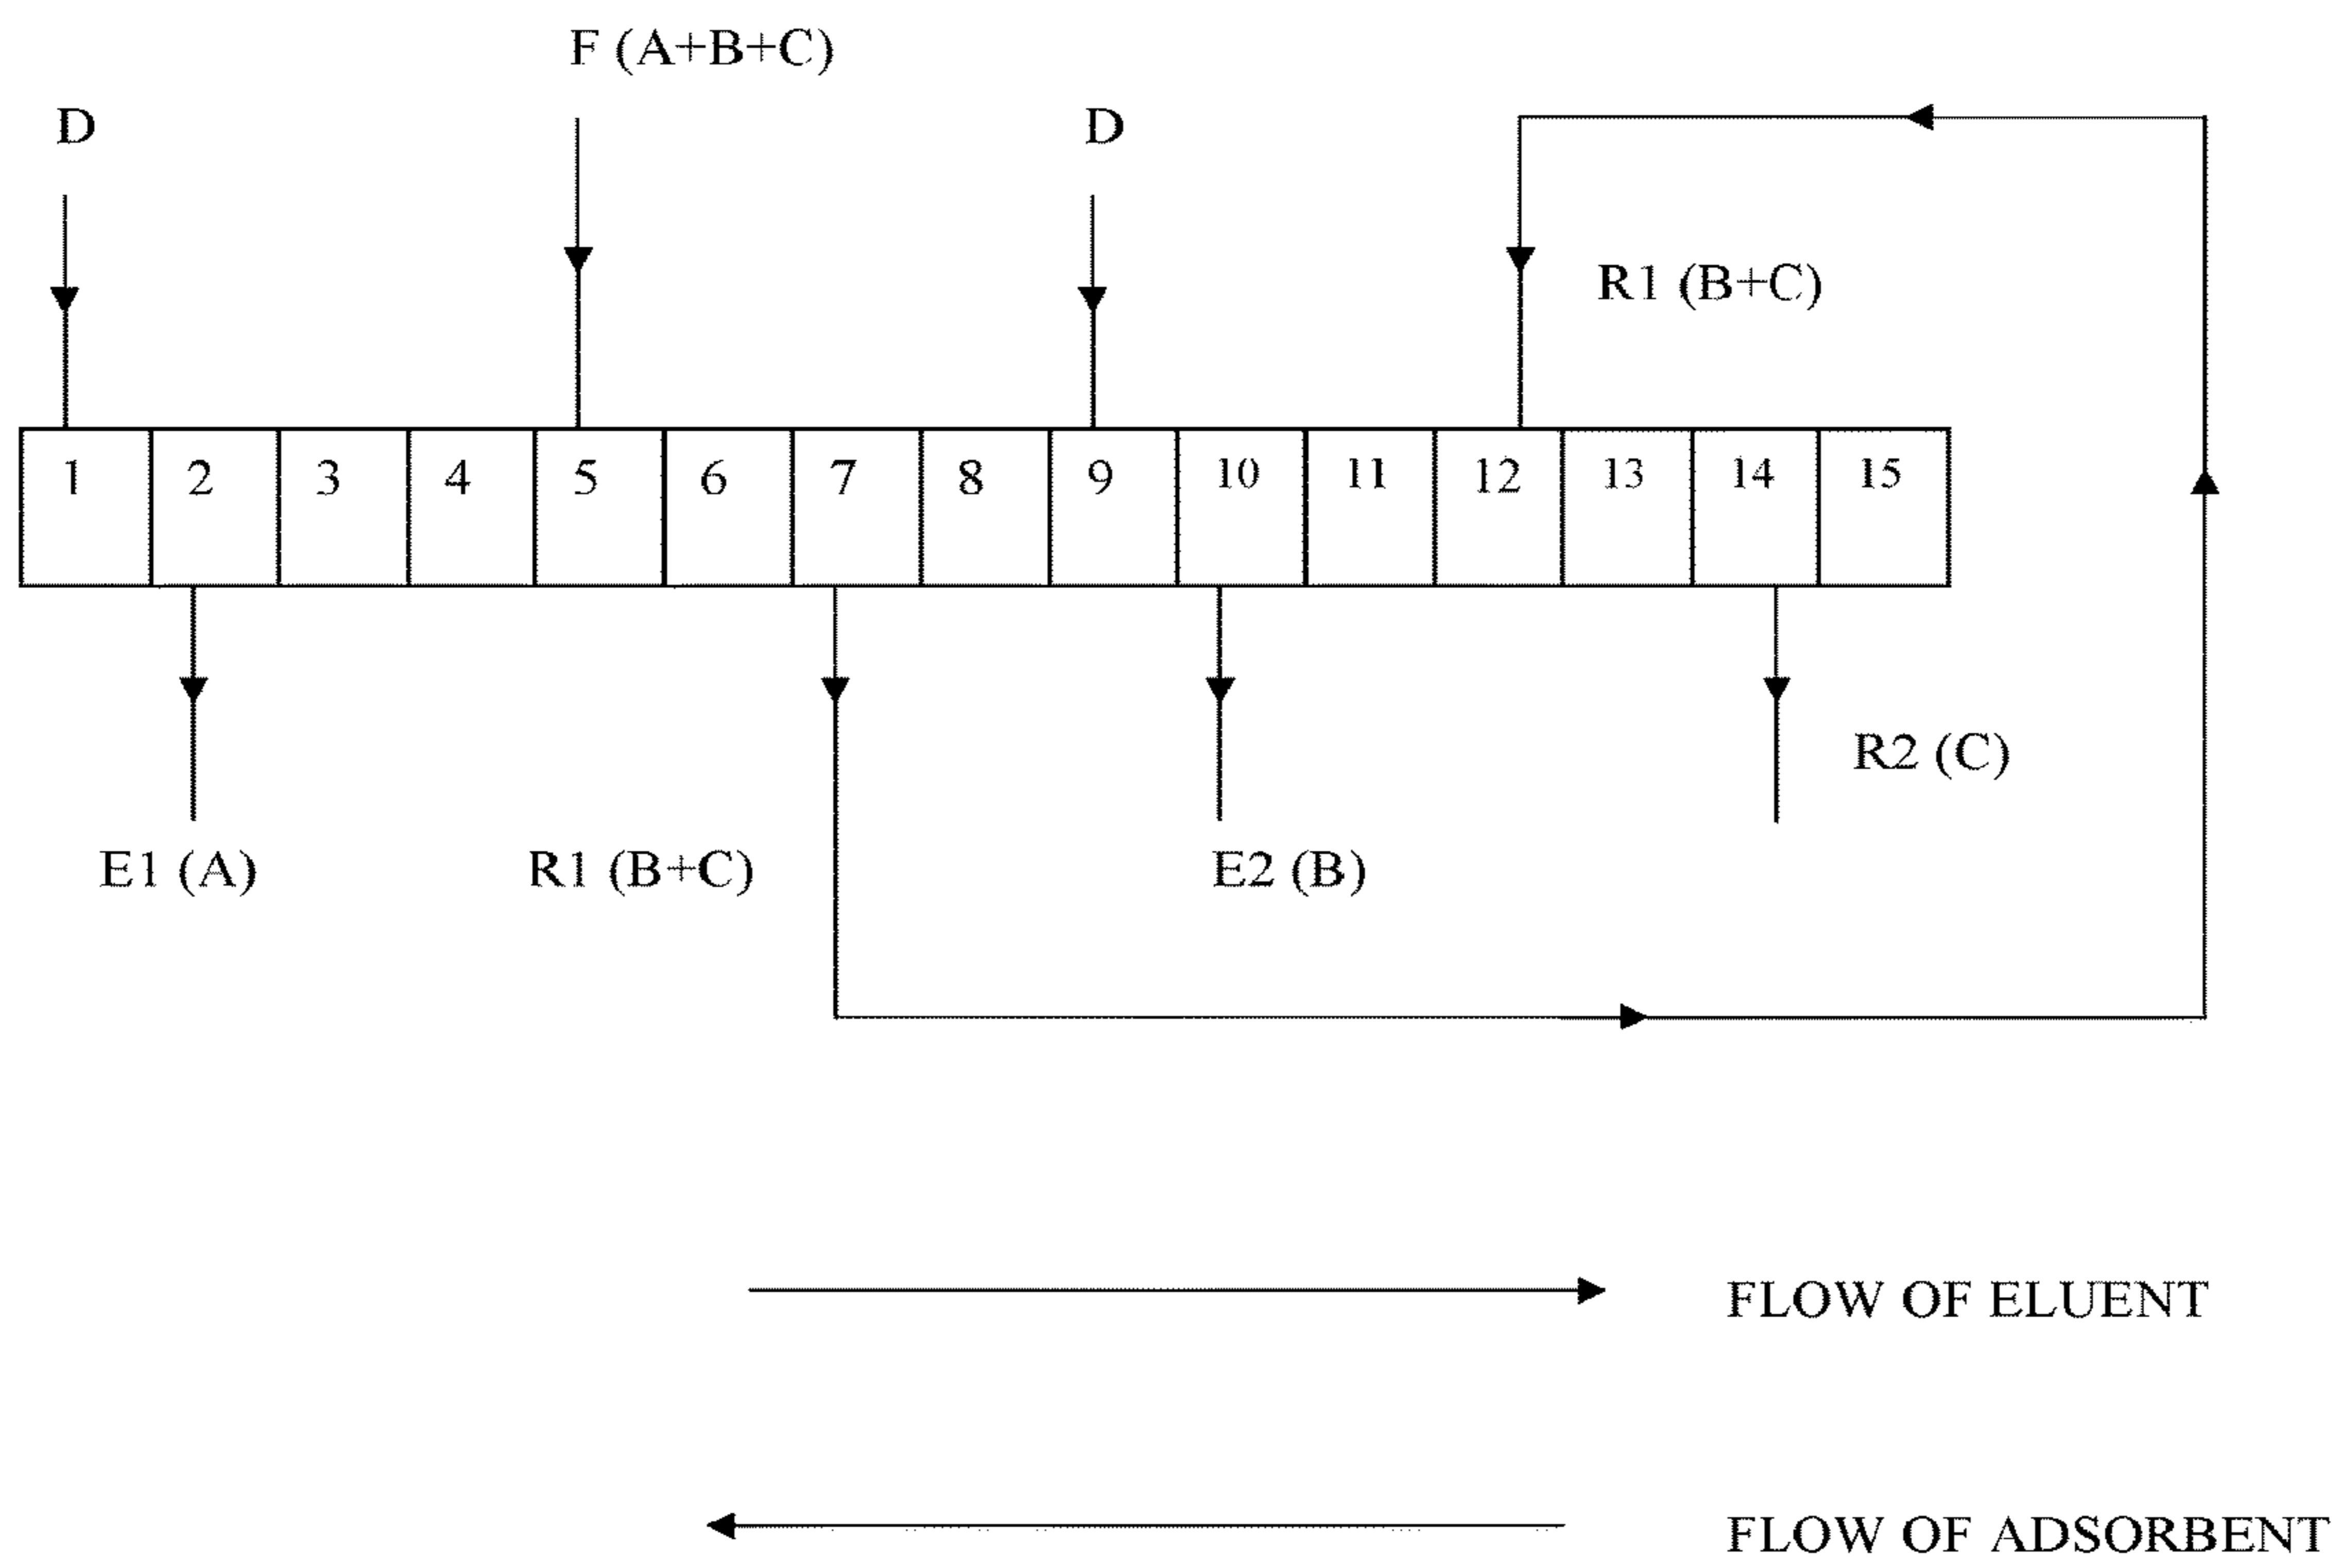 F (A+B+C)
D
D
R1 (B+C)
1 2 3 4 5 6 7 8 9 10 11 12 13 14 15
R2 (C)
E1 (A)
R1 (B+C)
E2 (B)
FLOW OF ELUENT
FLOW OF ADSORBENT